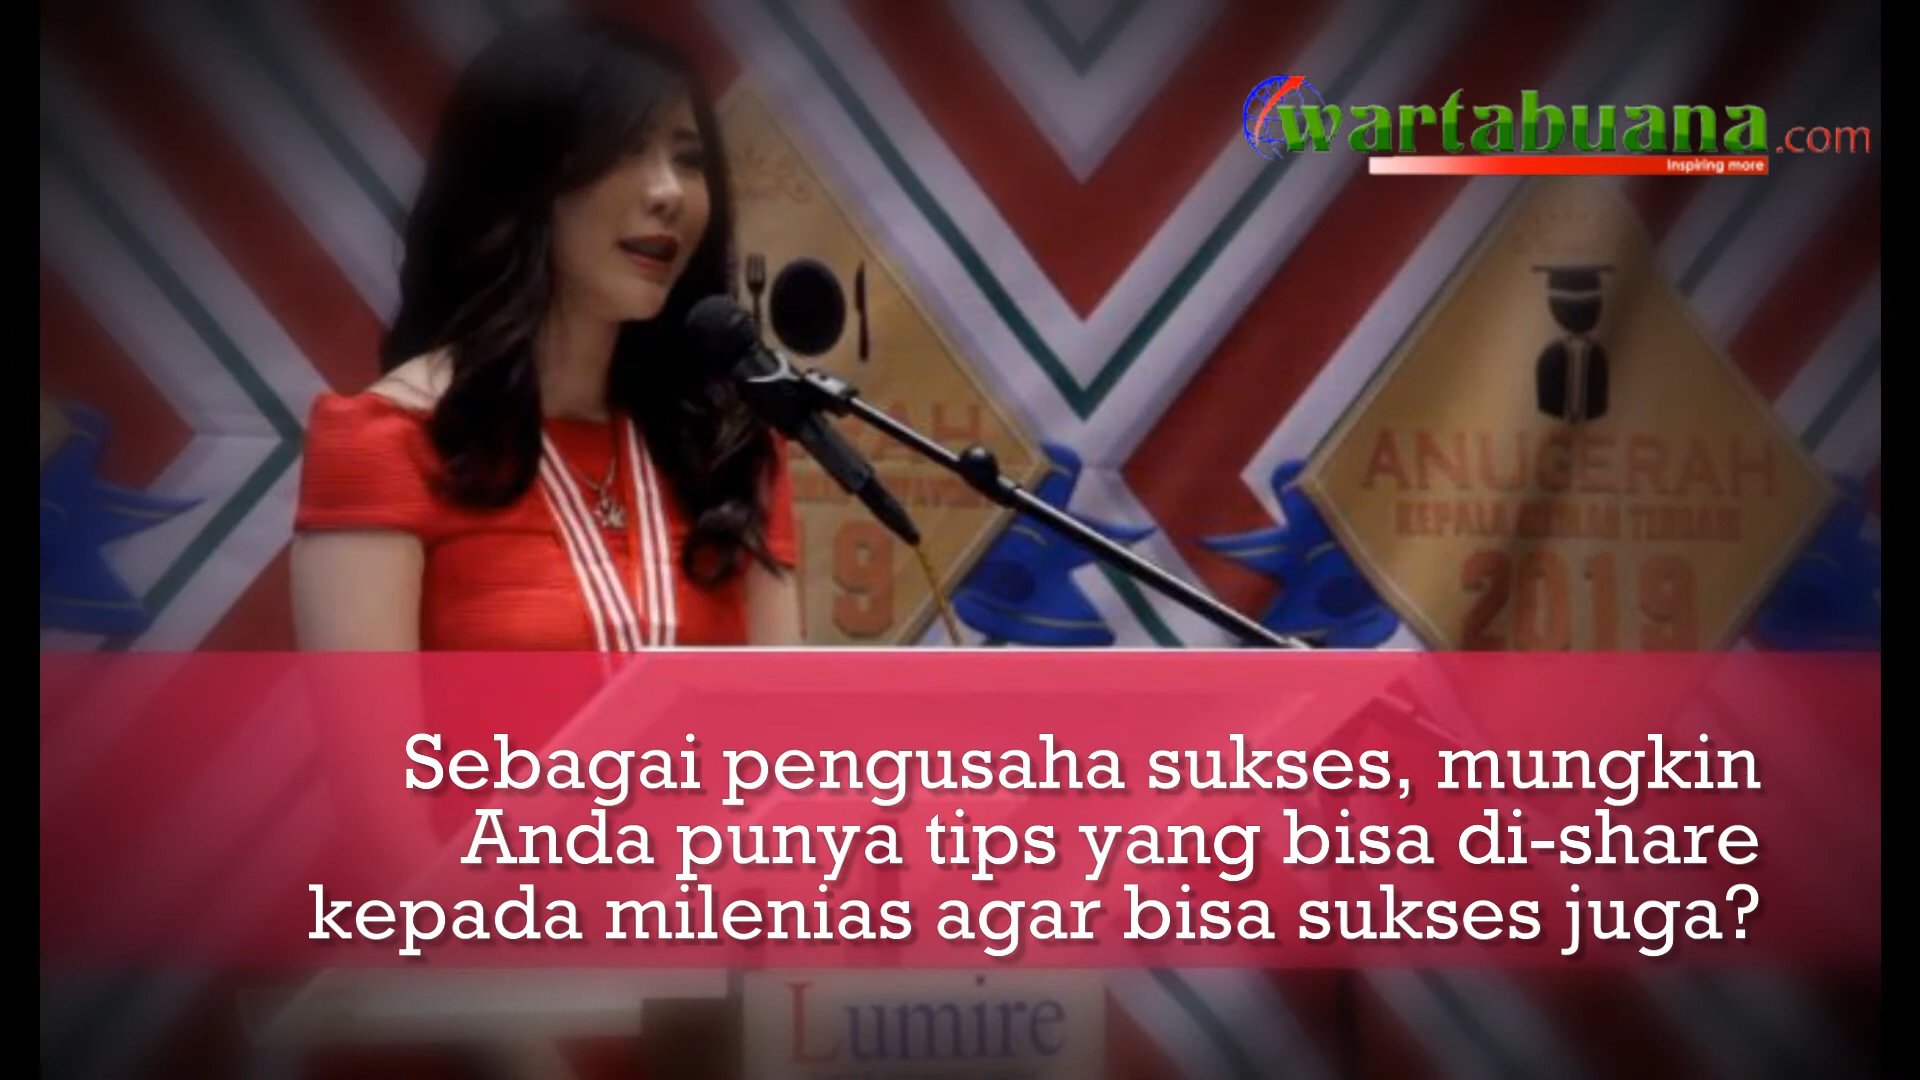 wartabuana.com
Inspiring more
ANUGERAH
2019
19
Sebagai pengusaha sukses, mungkin
Anda punya tips yang bisa di-share
kepada milenias agar bisa sukses juga?
Lumire